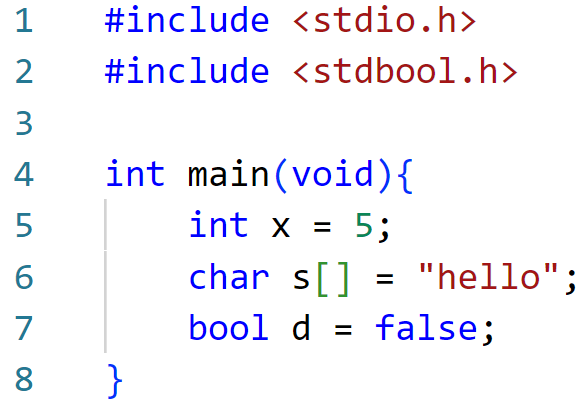 1 #include <stdio.h>
2 #include <stdbool.h>
3
4 int main(void){
5     int x = 5;
6     char s[] = "hello";
7     bool d = false;
8 }